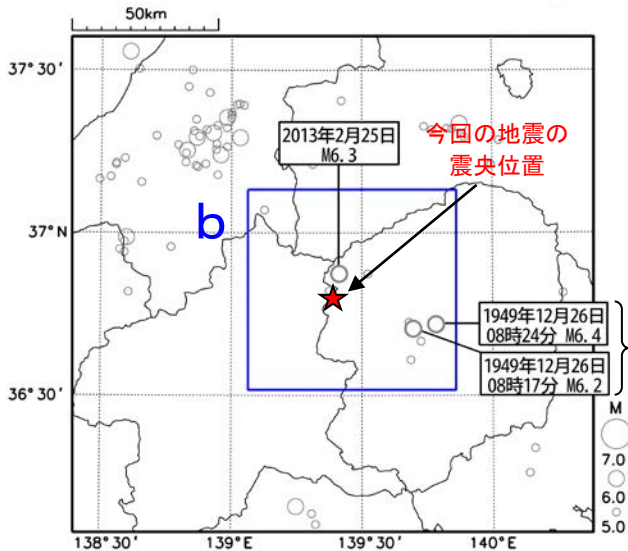 50km
37°30′
2013年2月25日
M6.3
今回の地震の
震央位置
37°N
b
1949年12月26日
08時24分 M6.4
1949年12月26日
08時17分 M6.2
36°30′
M
7.0
6.0
5.0
138°30′
139°E
139°30′
140°